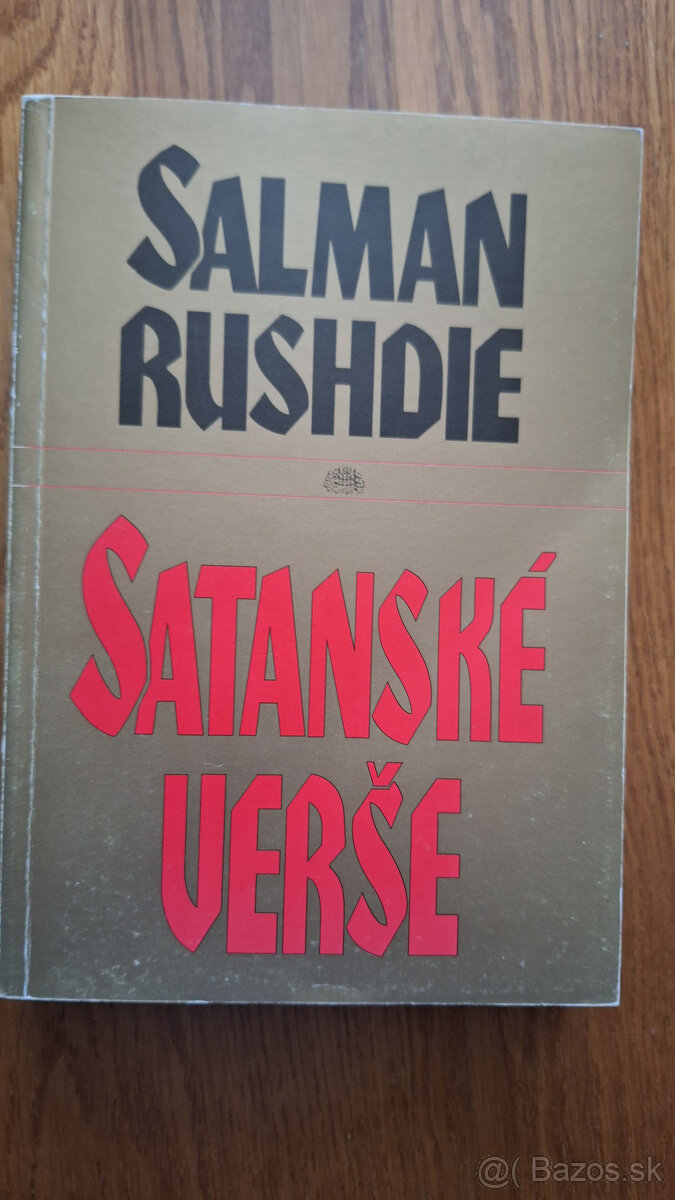 SALMAN
RUSHDIE
SATANSKÉ
VERŠE
@( Bazos.sk